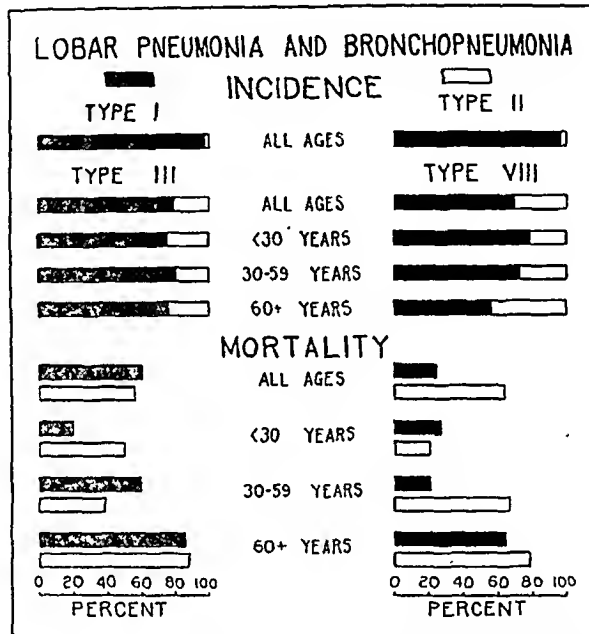 LOBAR PNEUMONIA AND BRONCHOPNEUMONIA
INCIDENCE
TYPE I TYPE II
ALL AGES
TYPE III TYPE VIII
ALL AGES
<30 YEARS
30-59 YEARS
60+ YEARS
MORTALITY
ALL AGES
<30 YEARS
30-59 YEARS
60+ YEARS
0 20 40 60 80 100 0 20 40 60 80 100
PERCENT PERCENT